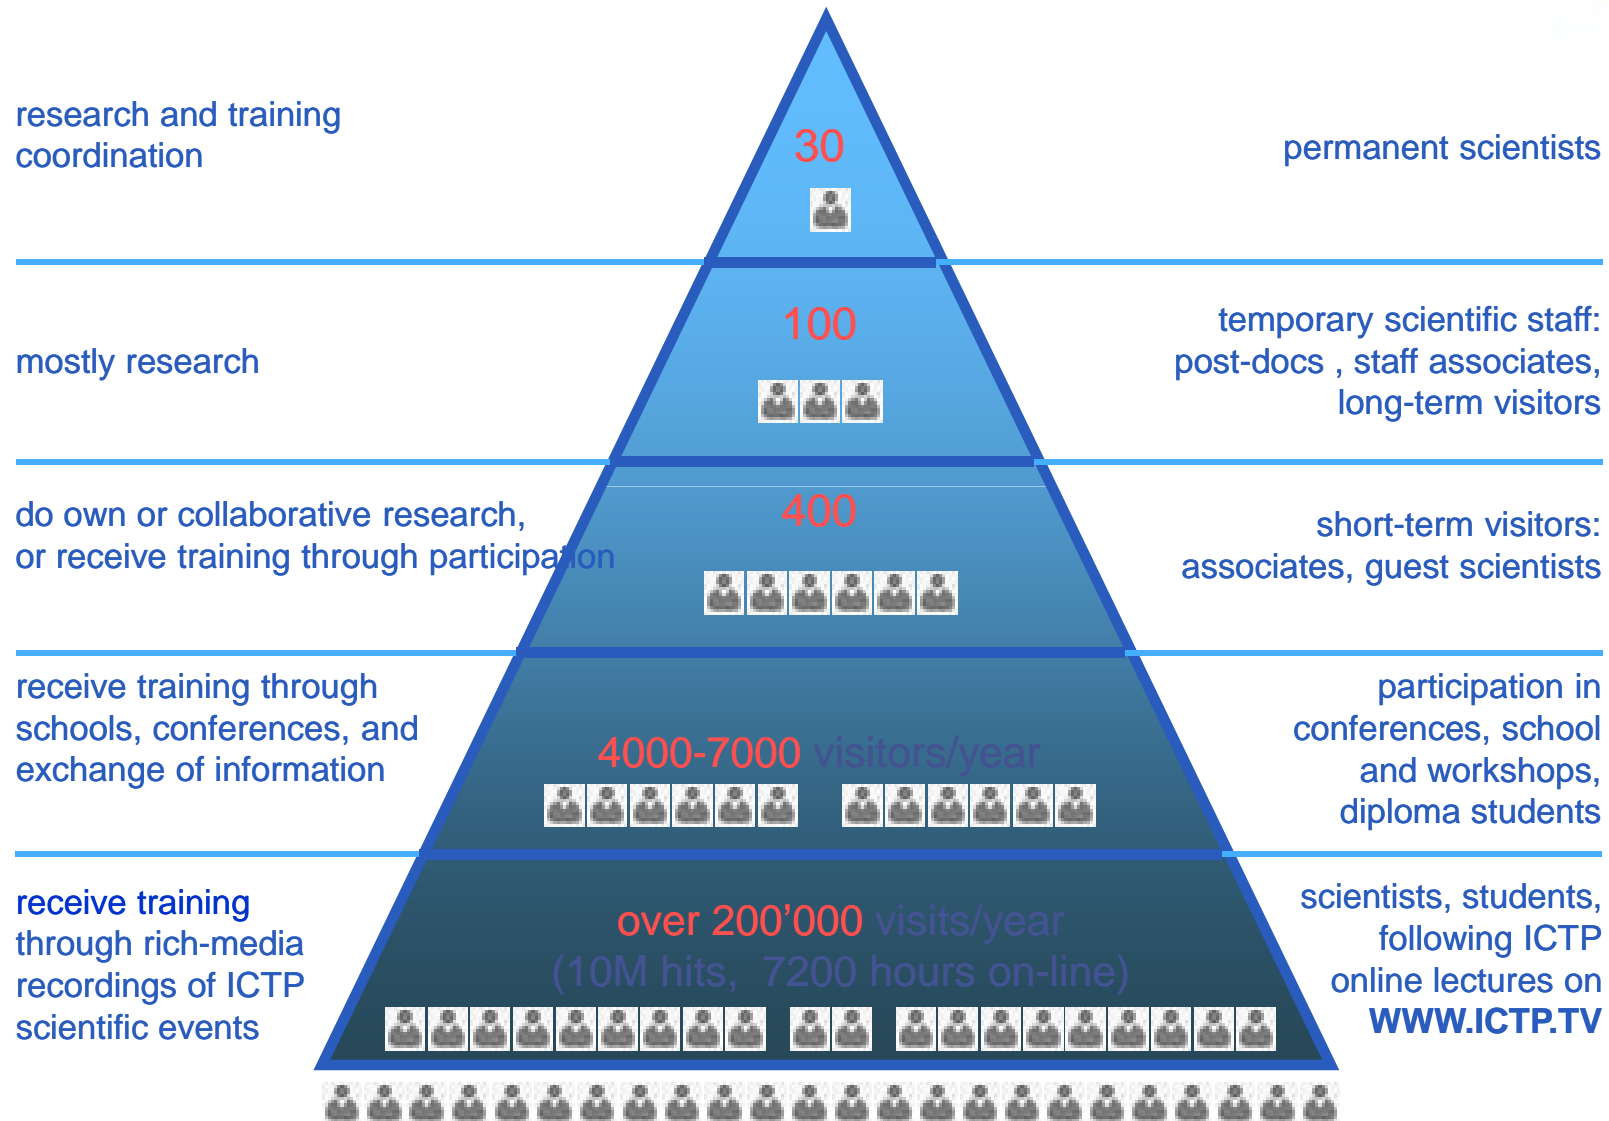 research and training
coordination
30
permanent scientists
mostly research
100
temporary scientific staff:
post-docs , staff associates,
long-term visitors
do own or collaborative research,
or receive training through participation
400
short-term visitors:
associates, guest scientists
receive training through
schools, conferences, and
exchange of information
4000-7000 visitors/year
participation in
conferences, school
and workshops,
diploma students
receive training
through rich-media
recordings of ICTP
scientific events
over 200’000 visits/year
(10M hits,  7200 hours on-line)
scientists, students,
following ICTP
online lectures on
WWW.ICTP.TV